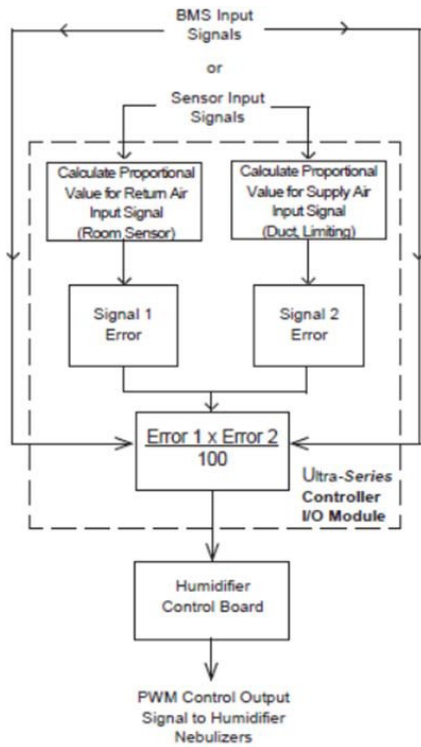 BMS Input
Signals
or
Sensor Input
Signals
Calculate Proportional
Value for Return Air
Input Signal
(Room Sensor)
Calculate Proportional
Value for Supply Air
Input Signal
(Duct, Limiting)
Signal 1
Error
Signal 2
Error
Error 1 x Error 2
100
Ultra-Series
Controller
I/O Module
Humidifier
Control Board
PWM Control Output
Signal to Humidifier
Nebulizers